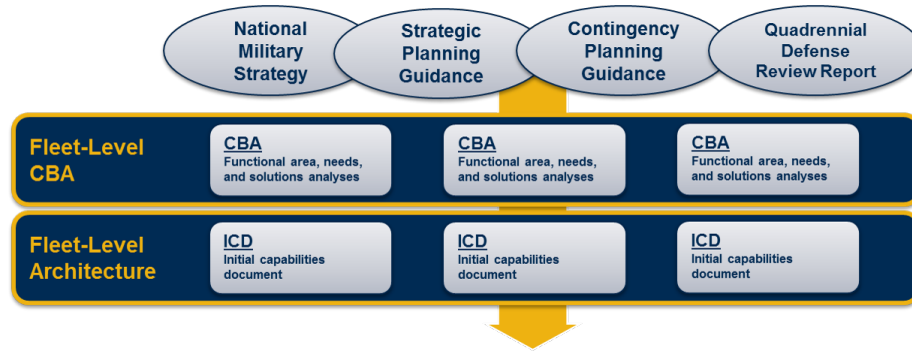 National
Military
Strategy
Strategic
Planning
Guidance
Contingency
Planning
Guidance
Quadrennial
Defense
Review Report
Fleet-Level
CBA
CBA
Functional area, needs,
and solutions analyses
CBA
Functional area, needs,
and solutions analyses
CBA
Functional area, needs,
and solutions analyses
Fleet-Level
Architecture
ICD
Initial capabilities
document
ICD
Initial capabilities
document
ICD
Initial capabilities
document